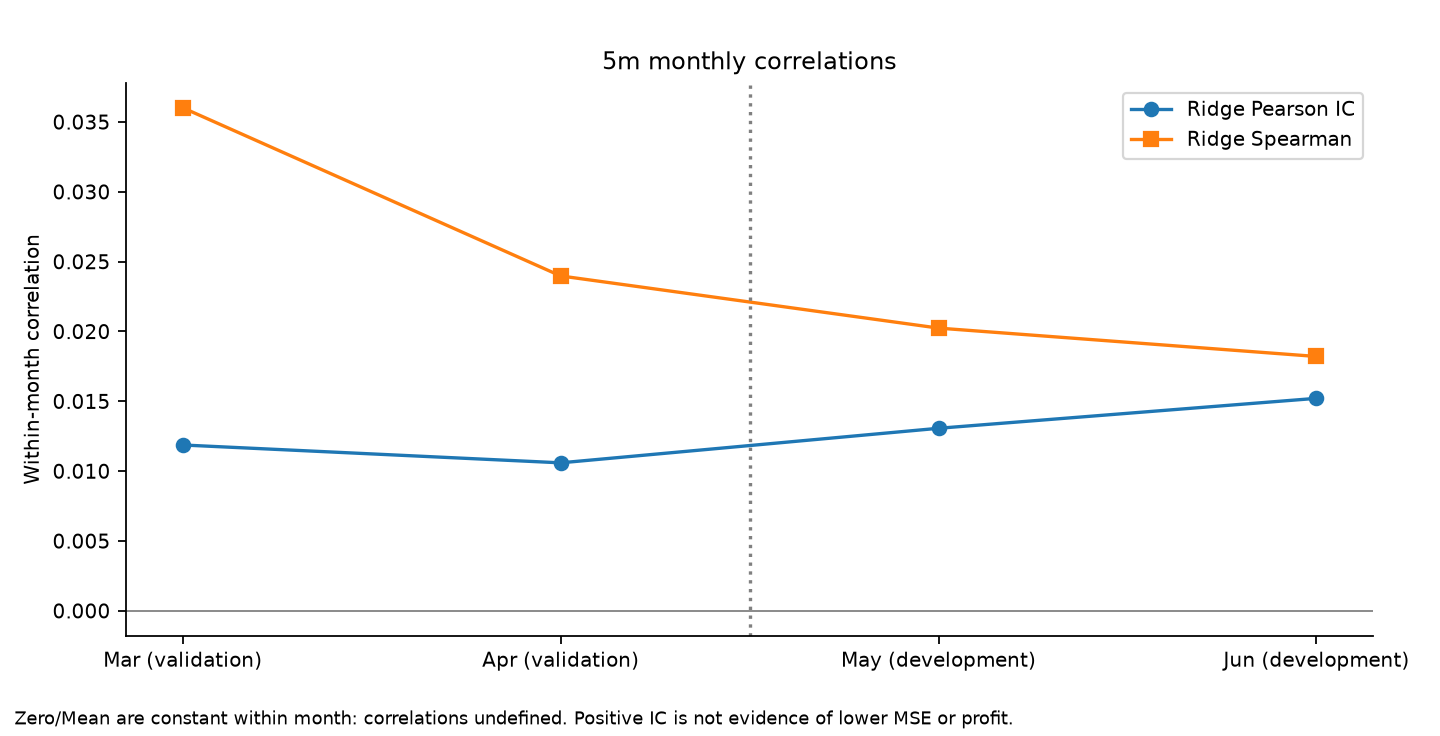 5m monthly correlations
Ridge Pearson IC
Ridge Spearman
Within-month correlation
0.035
0.030
0.025
0.020
0.015
0.010
0.005
0.000
Mar (validation)
Apr (validation)
May (development)
Jun (development)
Zero/Mean are constant within month: correlations undefined. Positive IC is not evidence of lower MSE or profit.